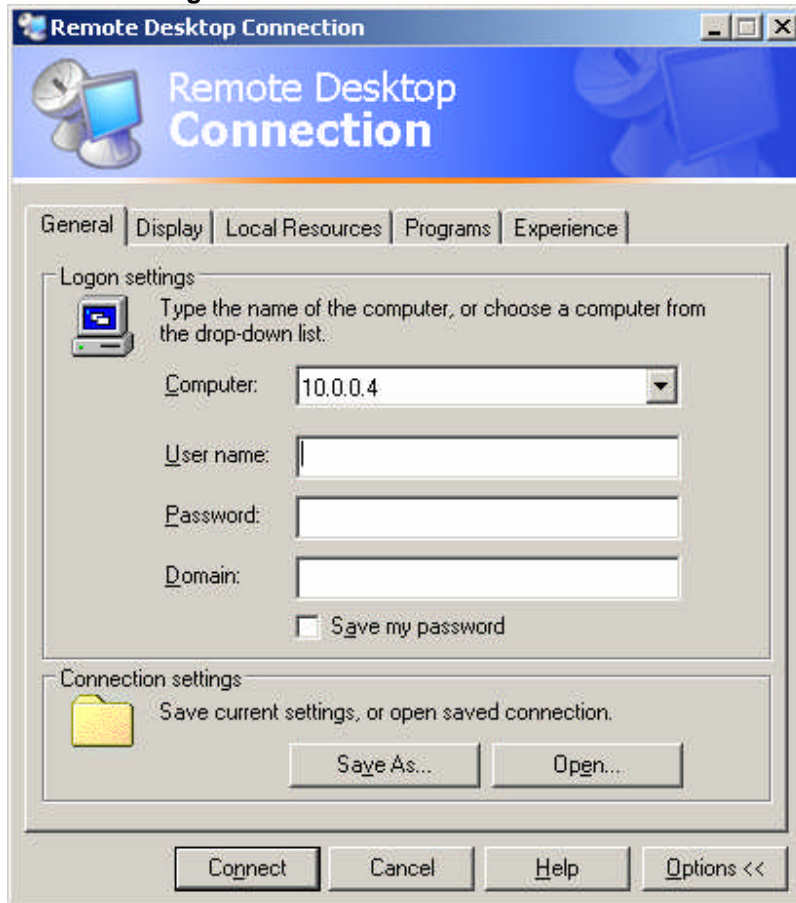 Remote Desktop Connection
Remote Desktop
Connection
General Display Local Resources Programs Experience
Logon settings
Type the name of the computer, or choose a computer from
the drop-down list.
Computer: 10.0.0.4
User name:
Password:
Domain:
Save my password
Connection settings
Save current settings, or open saved connection.
Save As... Open...
Connect Cancel Help Options <<